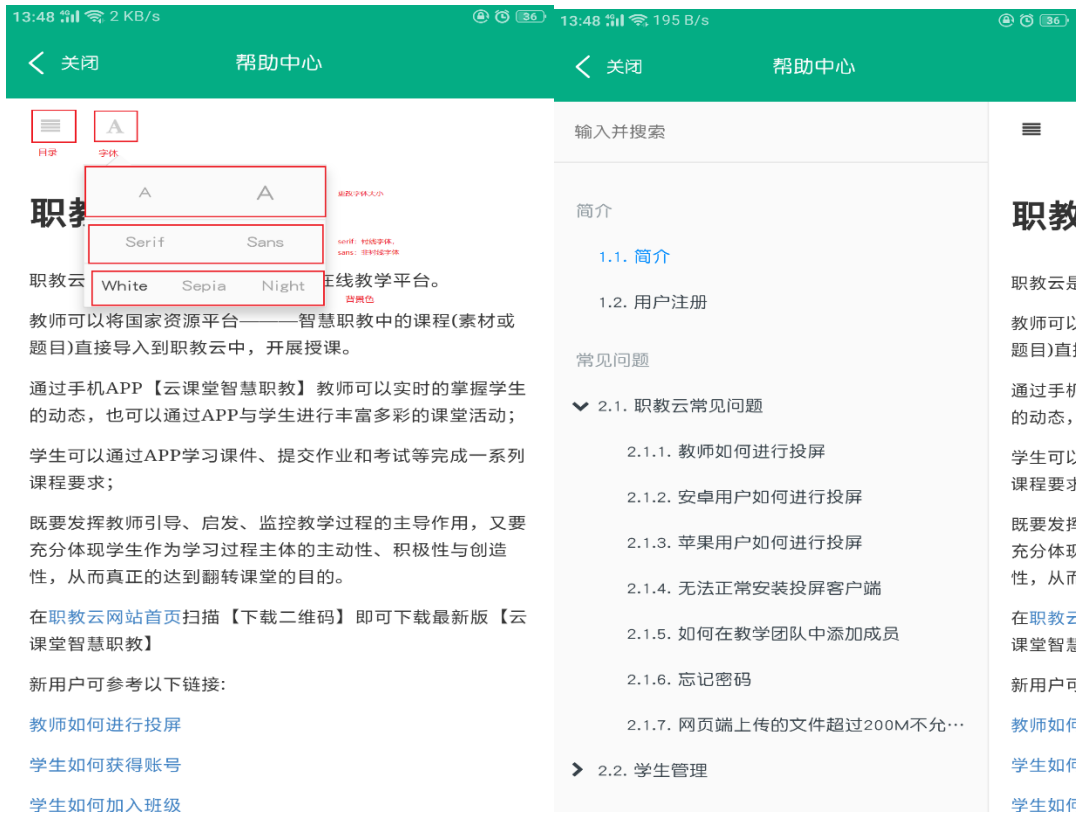 13:48 4G 2 KB/s 36
关闭 帮助中心
A
目录 字体
A A
更改字体大小
职教
Serif Sans
serif：衬线字体，
sans：非衬线字体
职教云 在线教学平台。
White Sepia Night
背景色
教师可以将国家资源平台———智慧职教中的课程(素材或
题目)直接导入到职教云中，开展授课。
通过手机APP【云课堂智慧职教】教师可以实时的掌握学生
的动态，也可以通过APP与学生进行丰富多彩的课堂活动；
学生可以通过APP学习课件、提交作业和考试等完成一系列
课程要求；
既要发挥教师引导、启发、监控教学过程的主导作用，又要
充分体现学生作为学习过程主体的主动性、积极性与创造
性，从而真正的达到翻转课堂的目的。
在职教云网站首页扫描【下载二维码】即可下载最新版【云
课堂智慧职教】
新用户可参考以下链接:
教师如何进行投屏
学生如何获得账号
学生如何加入班级
13:48 4G 195 B/s 36
关闭 帮助中心
输入并搜索
简介
1.1. 简介
1.2. 用户注册
常见问题
2.1. 职教云常见问题
2.1.1. 教师如何进行投屏
2.1.2. 安卓用户如何进行投屏
2.1.3. 苹果用户如何进行投屏
2.1.4. 无法正常安装投屏客户端
2.1.5. 如何在教学团队中添加成员
2.1.6. 忘记密码
2.1.7. 网页端上传的文件超过200M不允…
2.2. 学生管理
职教
职教云是
教师可以
题目)直
通过手机
的动态，
学生可以
课程要求
既要发挥
充分体现
性，从而
在职教云
课堂智慧
新用户可
教师如何
学生如何
学生如何